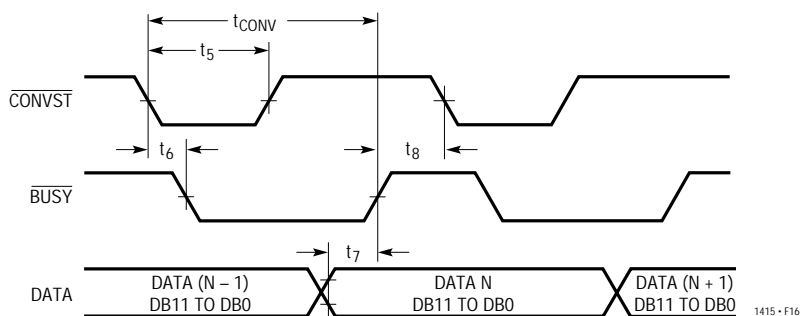 tCONV
t5
CONVST
t6
t8
BUSY
t7
DATA
DATA (N – 1)
DB11 TO DB0
DATA N
DB11 TO DB0
DATA (N + 1)
DB11 TO DB0
1415 • F16